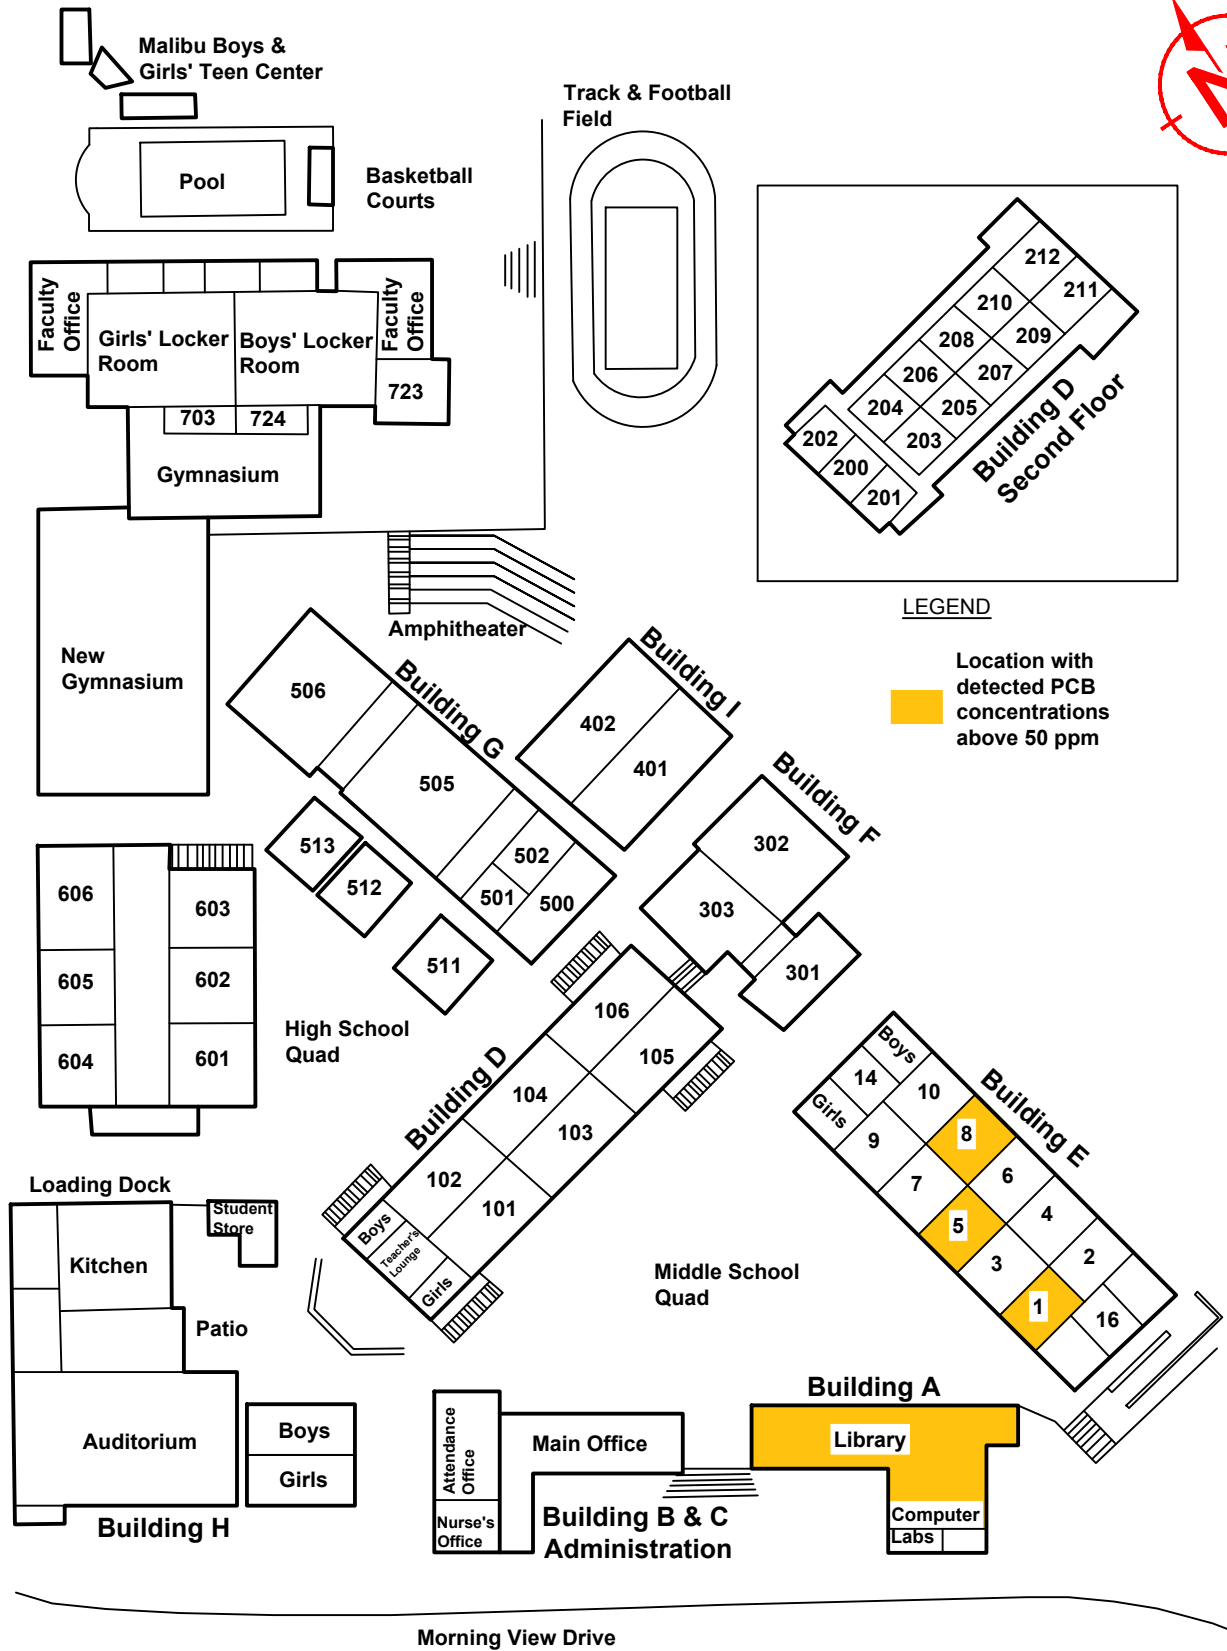 Malibu Boys &
Girls' Teen Center
N
Track & Football
Field
Pool
Basketball
Courts
Faculty
Office
Girls' Locker
Room
Boys' Locker
Room
Faculty
Office
723
703
724
Gymnasium
212
211
210
209
208
207
206
205
204
203
202
200
201
Building D
Second Floor
LEGEND
Location with
detected PCB
concentrations
above 50 ppm
New
Gymnasium
Amphitheater
506
Building G
505
502
501
500
Building I
402
401
Building F
302
303
301
513
512
511
606
603
605
602
604
601
High School
Quad
Building D
106
105
104
103
102
101
Boys
Teacher's
Lounge
Girls
Building E
Boys
14
Girls
10
9
8
7
6
5
4
3
2
1
16
Middle School
Quad
Loading Dock
Student
Store
Kitchen
Patio
Auditorium
Boys
Girls
Building H
Attendance
Office
Main Office
Nurse's
Office
Building B & C
Administration
Building A
Library
Computer
Labs
Morning View Drive